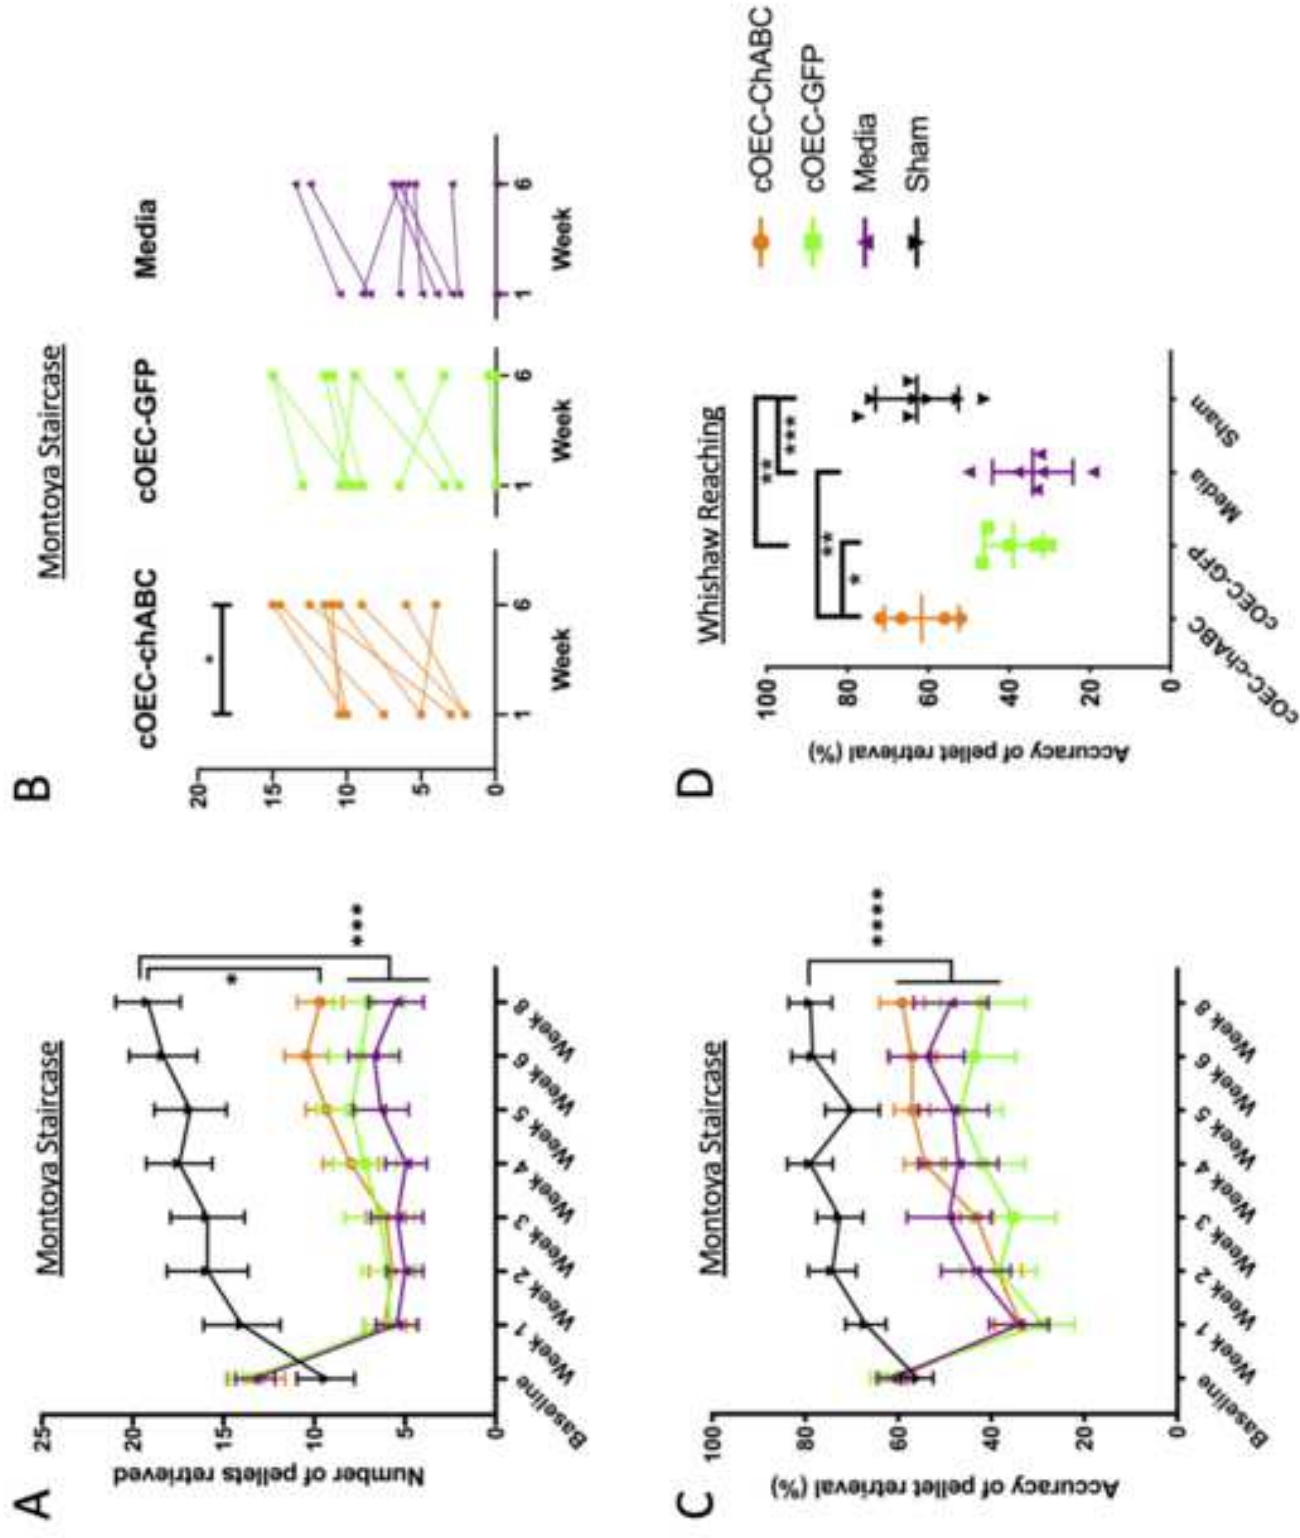 A
Montoya Staircase
Number of pellets retrieved
25
20
15
10
5
0
Baseline
Week 1
Week 2
Week 3
Week 4
Week 5
Week 6
Week 8
*
***
B
Montoya Staircase
cOEC-chABC
cOEC-GFP
Media
*
20
15
10
5
0
1
6
Week
1
6
Week
1
6
Week
C
Montoya Staircase
Accuracy of pellet retrieval (%)
100
80
60
40
20
0
Baseline
Week 1
Week 2
Week 3
Week 4
Week 5
Week 6
Week 8
****
D
Whishaw Reaching
Accuracy of pellet retrieval (%)
100
80
60
40
20
0
cOEC-chABC
cOEC-GFP
Media
Sham
*
**
**
***
cOEC-ChABC
cOEC-GFP
Media
Sham